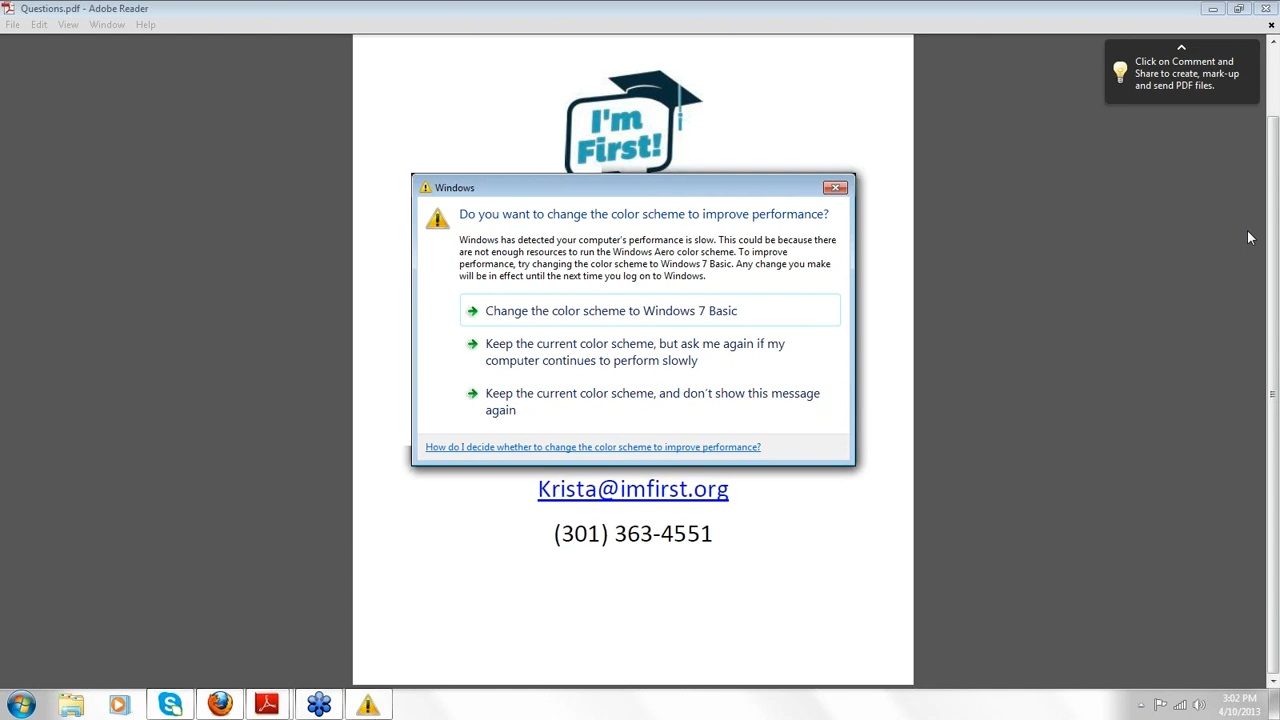 Questions.pdf - Adobe Reader
File Edit View Window Help
Click on Comment and
Share to create, mark-up
and send PDF files.
I'm
First!
Windows
Do you want to change the color scheme to improve performance?
Windows has detected your computer's performance is slow. This could be because there
are not enough resources to run the Windows Aero color scheme. To improve
performance, try changing the color scheme to Windows 7 Basic. Any change you make
will be in effect until the next time you log on to Windows.
Change the color scheme to Windows 7 Basic
Keep the current color scheme, but ask me again if my
computer continues to perform slowly
Keep the current color scheme, and don't show this message
again
How do I decide whether to change the color scheme to improve performance?
Krista@imfirst.org
(301) 363-4551
3:02 PM
4/10/2013